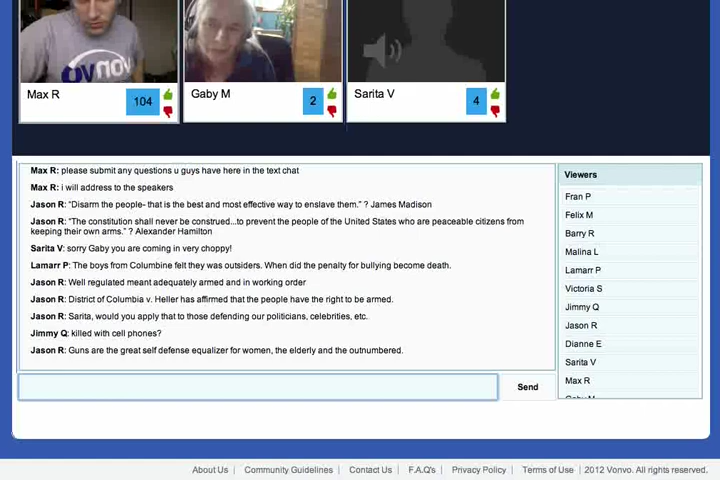 ovnov
Max R
104
Gaby M
2
Sarita V
4
Max R: please submit any questions u guys have here in the text chat
Max R: i will address to the speakers
Jason R: “Disarm the people- that is the best and most effective way to enslave them.” ? James Madison
Jason R: “The constitution shall never be construed...to prevent the people of the United States who are peaceable citizens from
keeping their own arms.” ? Alexander Hamilton
Sarita V: sorry Gaby you are coming in very choppy!
Lamarr P: The boys from Columbine felt they was outsiders. When did the penalty for bullying become death.
Jason R: Well regulated meant adequately armed and in working order
Jason R: District of Columbia v. Heller has affirmed that the people have the right to be armed.
Jason R: Sarita, would you apply that to those defending our politicians, celebrities, etc.
Jimmy Q: killed with cell phones?
Jason R: Guns are the great self defense equalizer for women, the elderly and the outnumbered.
Send
Viewers
Fran P
Felix M
Barry R
Malina L
Lamarr P
Victoria S
Jimmy Q
Jason R
Dianne E
Sarita V
Max R
Gaby M
About Us | Community Guidelines | Contact Us | F.A.Q's | Privacy Policy | Terms of Use | 2012 Vonvo. All rights reserved.